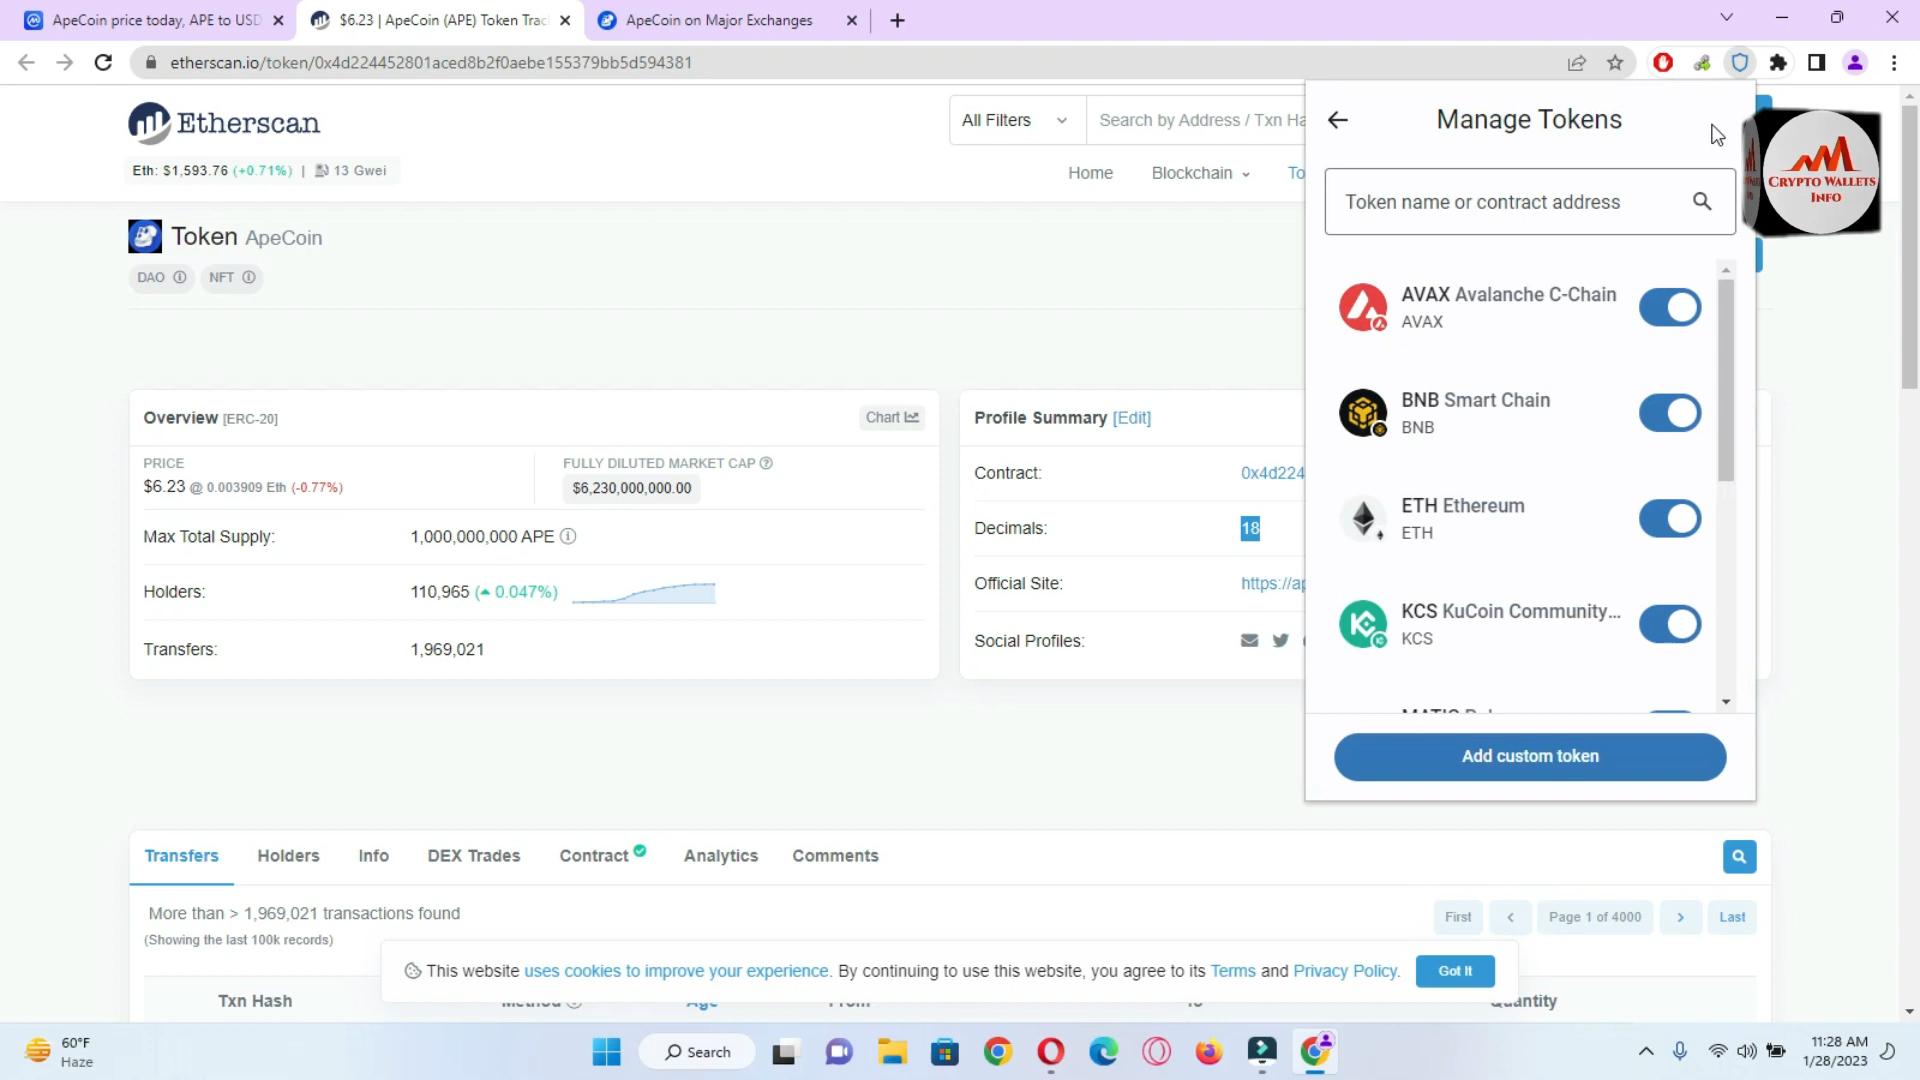 ApeCoin price today, APE to USD
$6.23 | ApeCoin (APE) Token Trac
ApeCoin on Major Exchanges
etherscan.io/token/0x4d224452801aced8b2f0aebe155379bb5d594381
Etherscan
All Filters
Search by Address / Txn Ha
Eth: $1,593.76 (+0.71%) | 13 Gwei
Home
Blockchain
To
Token ApeCoin
DAO
NFT
Overview [ERC-20]
Chart
PRICE
$6.23 @ 0.003909 Eth (-0.77%)
FULLY DILUTED MARKET CAP
$6,230,000,000.00
Max Total Supply:
1,000,000,000 APE
Holders:
110,965 (0.047%)
Transfers:
1,969,021
Profile Summary [Edit]
Contract:
0x4d224
Decimals:
18
Official Site:
https://ap
Social Profiles:
Manage Tokens
Token name or contract address
AVAX Avalanche C-Chain
AVAX
BNB Smart Chain
BNB
ETH Ethereum
ETH
KCS KuCoin Community...
KCS
Add custom token
CRYPTO WALLETS
INFO
Transfers
Holders
Info
DEX Trades
Contract
Analytics
Comments
More than > 1,969,021 transactions found
(Showing the last 100k records)
First
Page 1 of 4000
Last
This website uses cookies to improve your experience. By continuing to use this website, you agree to its Terms and Privacy Policy.
Got It
Txn Hash
Method
Age
From
Quantity
60°F
Haze
Search
11:28 AM
1/28/2023